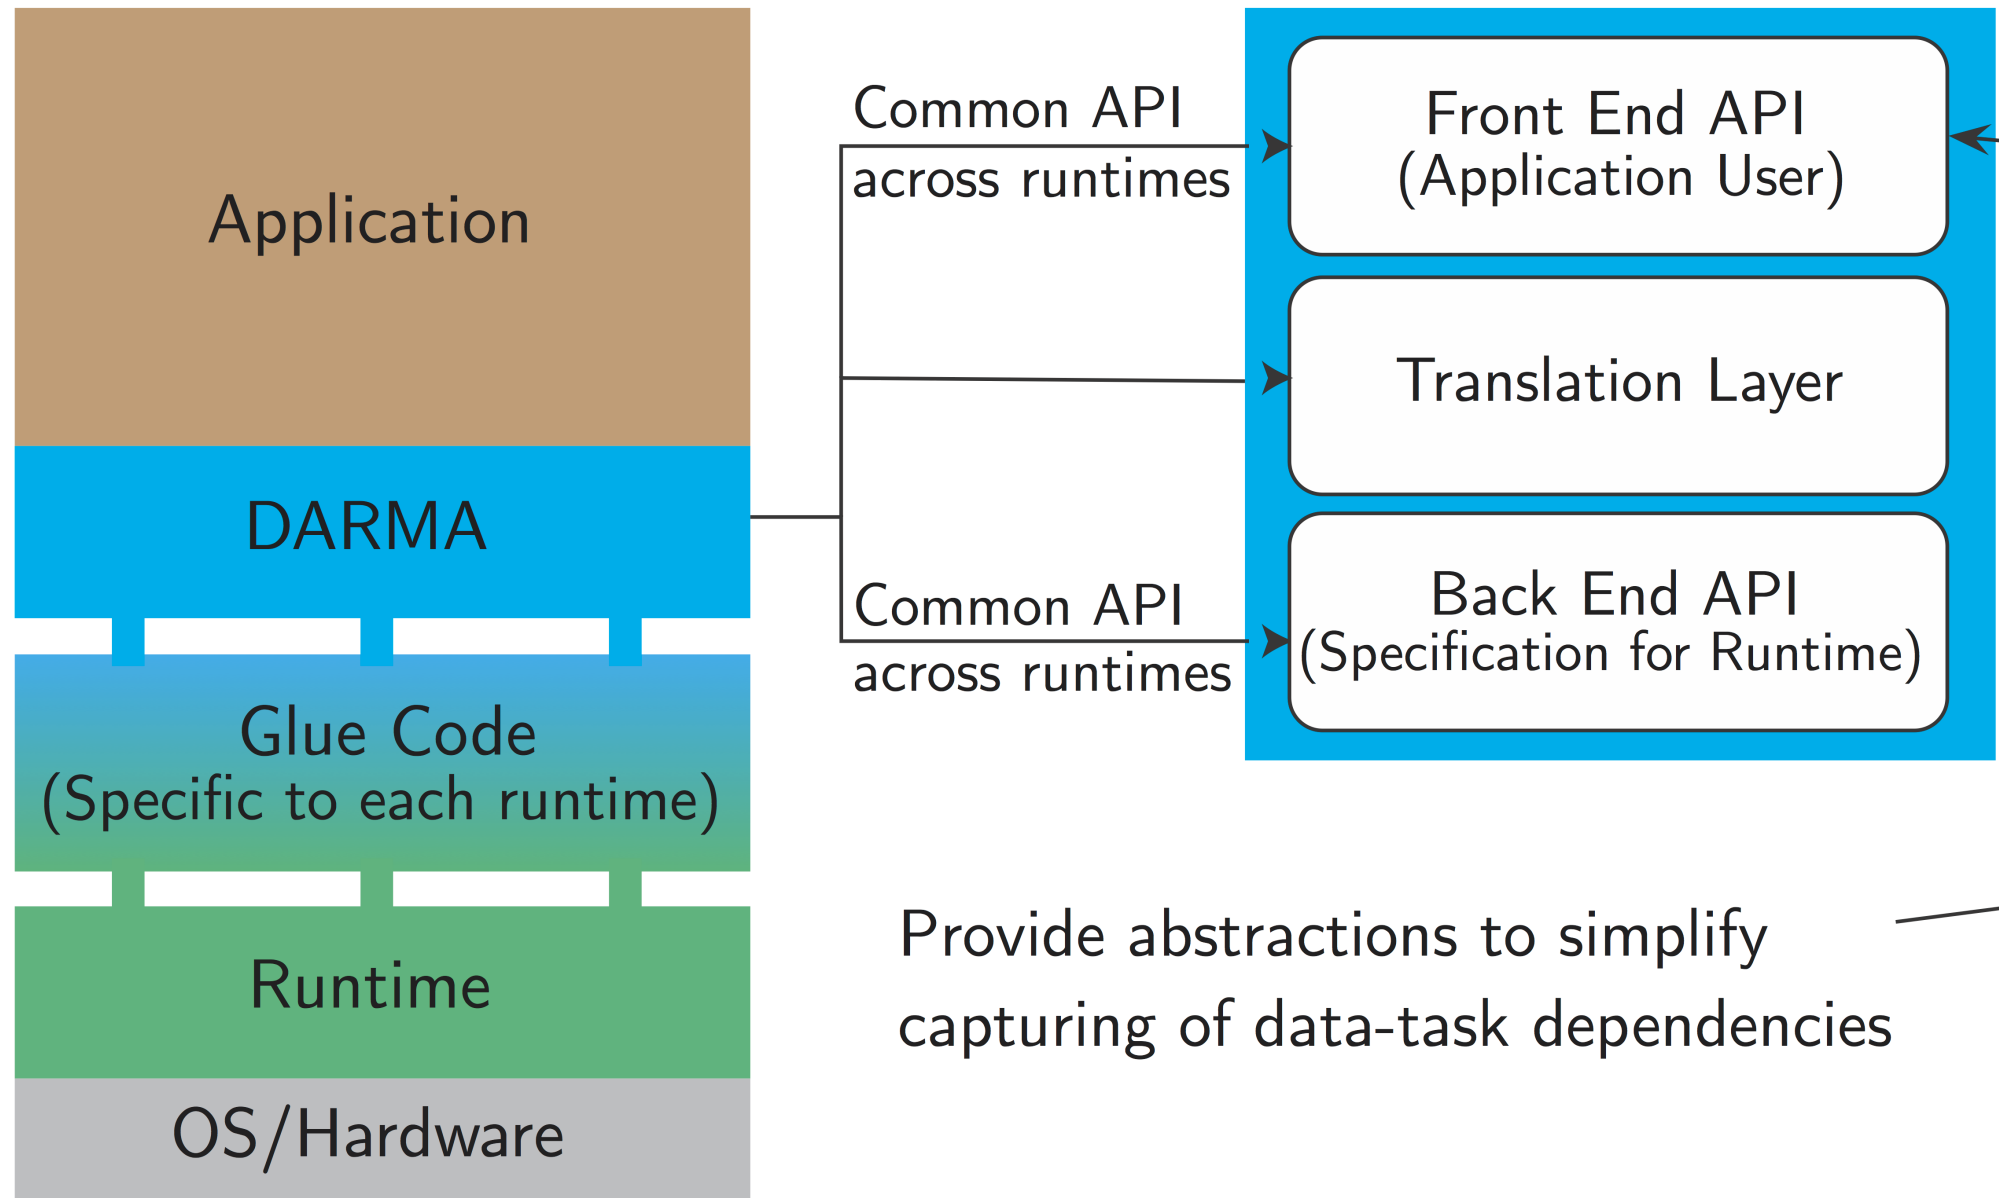 Application
DARMA
Glue Code
(Specific to each runtime)
Runtime
OS/Hardware
Common API
across runtimes
Common API
across runtimes
Front End API
(Application User)
Translation Layer
Back End API
(Specification for Runtime)
Provide abstractions to simplify
capturing of data-task dependencies